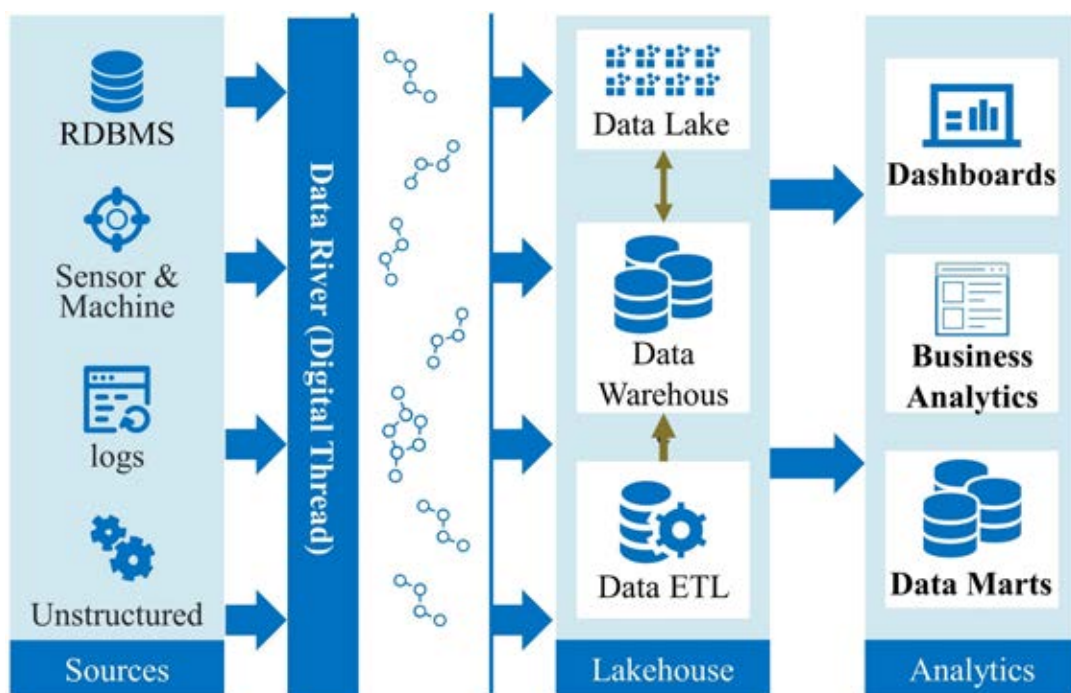 RDBMS
Sensor &
Machine
logs
Unstructured
Sources
Data River (Digital Thread)
Data Lake
Data
Warehous
Data ETL
Lakehouse
Dashboards
Business
Analytics
Data Marts
Analytics